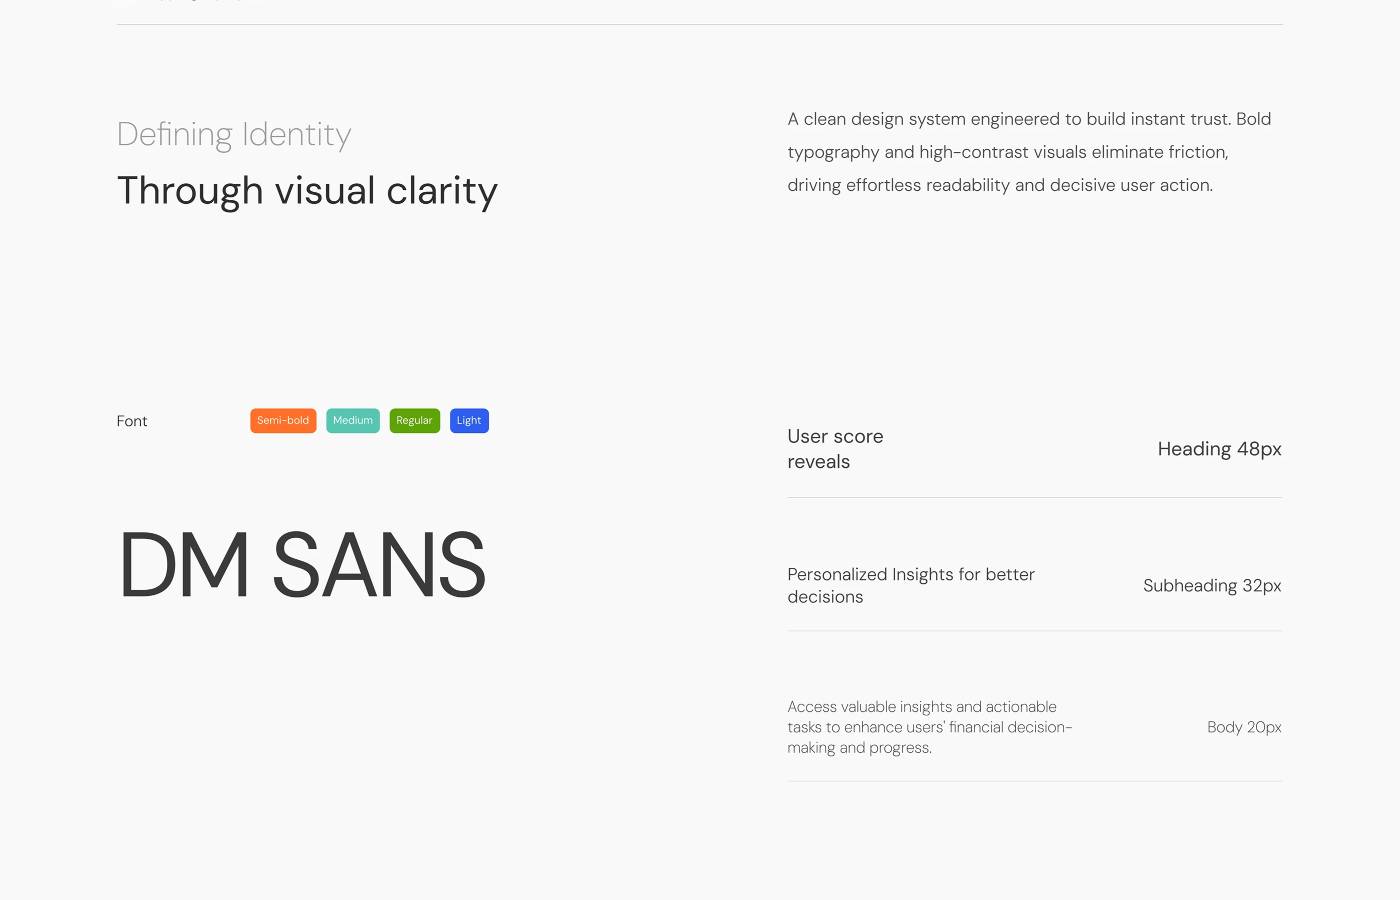 Defining Identity
Through visual clarity
A clean design system engineered to build instant trust. Bold
typography and high-contrast visuals eliminate friction,
driving effortless readability and decisive user action.
Font
Semi-bold
Medium
Regular
Light
DM SANS
User score
reveals
Heading 48px
Personalized Insights for better
decisions
Subheading 32px
Access valuable insights and actionable
tasks to enhance users' financial decision-
making and progress.
Body 20px